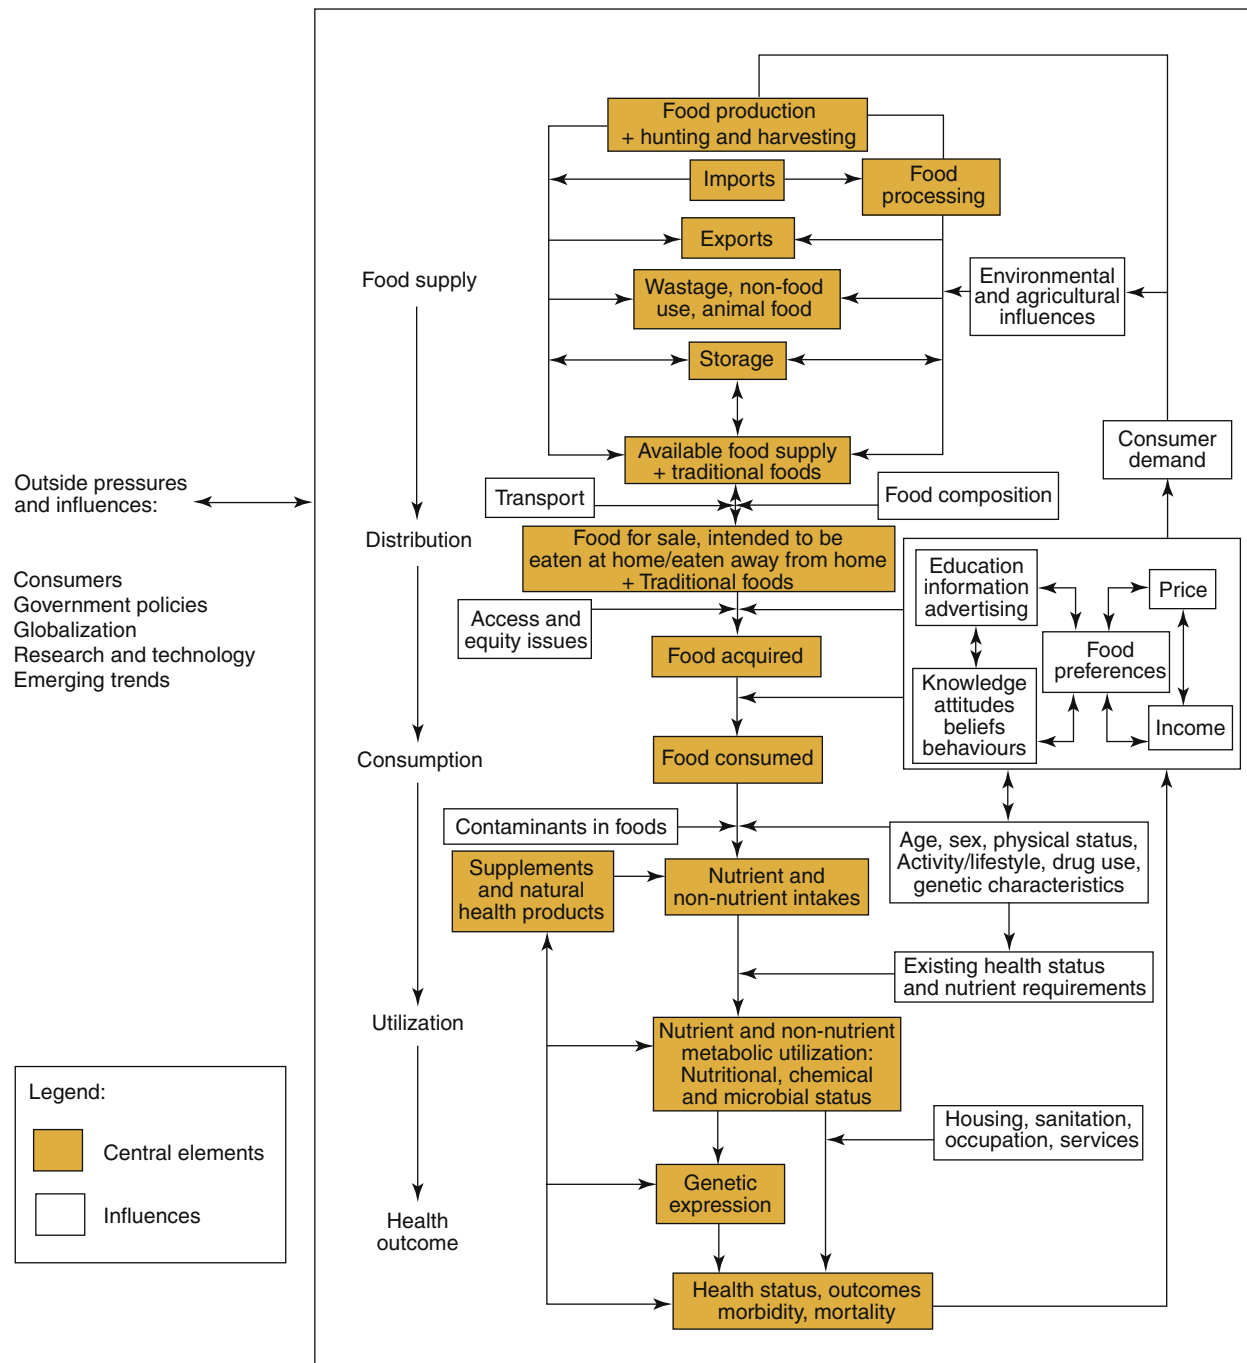 Food production
+ hunting and harvesting
Imports
Food
processing
Exports
Food supply
Wastage, non-food
use, animal food
Environmental
and agricultural
influences
Storage
Available food supply
+ traditional foods
Consumer
demand
Outside pressures
and influences:
Consumers
Government policies
Globalization
Research and technology
Emerging trends
Transport
Food composition
Distribution
Food for sale, intended to be
eaten at home/eaten away from home
+ Traditional foods
Education
information
advertising
Price
Access and
equity issues
Food
preferences
Food acquired
Knowledge
attitudes
beliefs
behaviours
Income
Consumption
Food consumed
Contaminants in foods
Age, sex, physical status,
Activity/lifestyle, drug use,
genetic characteristics
Supplements
and natural
health products
Nutrient and
non-nutrient intakes
Existing health status
and nutrient requirements
Utilization
Nutrient and non-nutrient
metabolic utilization:
Nutritional, chemical
and microbial status
Housing, sanitation,
occupation, services
Genetic
expression
Health
outcome
Health status, outcomes
morbidity, mortality
Legend:
Central elements
Influences